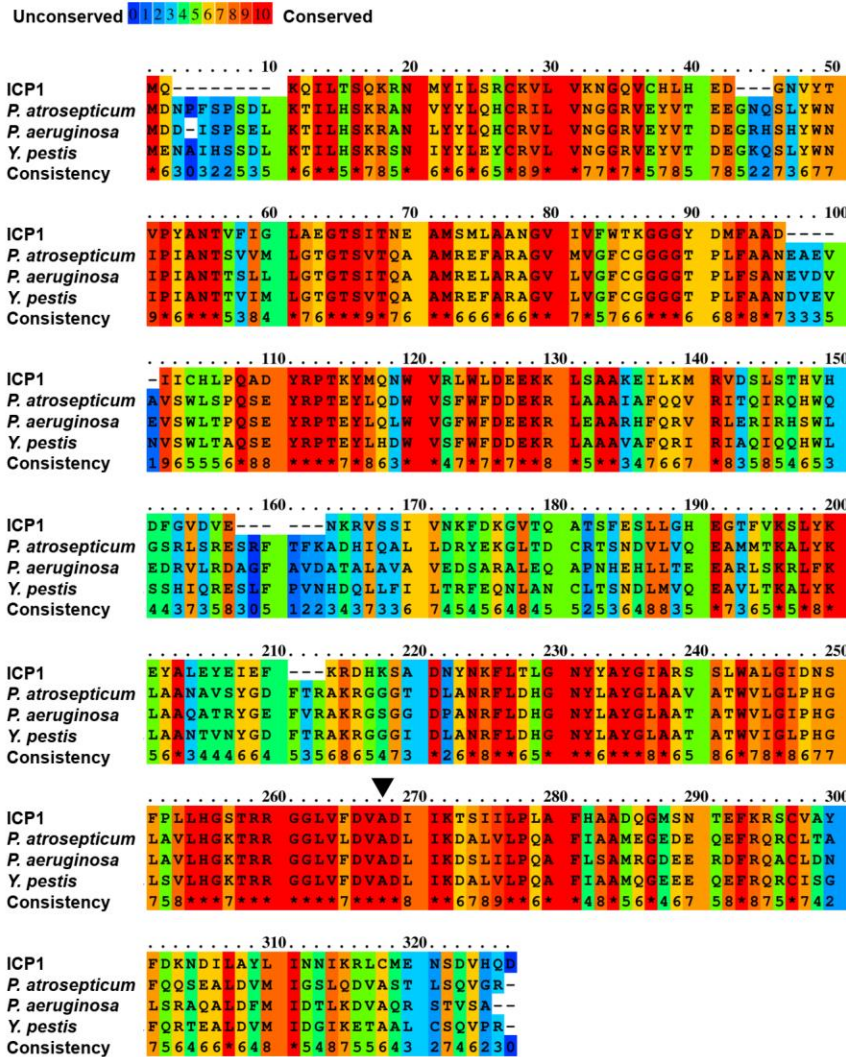 Unconserved 0 1 2 3 4 5 6 7 8 9 10 Conserved
. . . . . . . . . 10 . . . . . . . . . 20 . . . . . . . . . 30 . . . . . . . . . 40 . . . . . . . . . 50
ICP1 MQ-------- KQILTSQKRN MYILSRCKVL VKNGQVCHLH ED---GNVYT
P. atrosepticum MDNPFSPSDL KTILHSKRAN VYYLQHCRIL VNGGRVEYVT EEGNQSLYWN
P. aeruginosa MDD-ISPSEL KTILHSKRAN LYYLQHCRVL VNGGRVEYVT DEGRHSHYWN
Y. pestis MENAIHSSDL KTILHSKRSN IYYLEYCRVL VNGGRVEYVT DEGKQSLYWN
Consistency *630322535 *6**5*785* 6*6*65*89* *77*7*5785 7852273677
. . . . . . . . . 60 . . . . . . . . . 70 . . . . . . . . . 80 . . . . . . . . . 90 . . . . . . . . . 100
ICP1 VPYANTVFIG LAEGTSITNE AMSMLAANGV IVFWTKGGGY DMFAAD----
P. atrosepticum IPIANTSVVM LGTGTSVTQA AMREFARAGV MVGFCGGGGT PLFAANEAEV
P. aeruginosa IPIANTTSLL LGTGTSVTQA AMRELARAGV LVGFCGGGGT PLFSANEVDV
Y. pestis IPIANTTVIM LGTGTSVTQA AMREFARAGV LVGFCGGGGT PLFAANDVEV
Consistency 9*6***5384 *76***9*76 **666*66** 7*5766***6 68*8*73335
. . . . . . . . . 110 . . . . . . . . . 120 . . . . . . . . . 130 . . . . . . . . . 140 . . . . . . . . . 150
ICP1 -IICHLPQAD YRPTKYMQNW VRLWLDEEKK LSAAKEILKM RVDSLSTHVH
P. atrosepticum AVSWLSPQSE YRPTEYLQDW VSFWFDEEKR LAAAIAFQQV RITQIRQHWQ
P. aeruginosa EVSWLTPQSE YRPTEYLQLW VGFWFDEEKR LEAARHFQRV RLERIRHSWL
Y. pestis NVSWLTAQSE YRPTEYLHDW VSFWFDDEKR LAAAVAFQRI RIAQIQQHWL
Consistency 1965556*88 ****7*863* *47*7*7**8 *5**347667 *835854653
. . . . . . . . . 160 . . . . . . . . . 170 . . . . . . . . . 180 . . . . . . . . . 190 . . . . . . . . . 200
ICP1 DFGVDVE--- ---NKRVSSI VNKFDKGVTQ ATSFESLLGH EGTFVKSLYK
P. atrosepticum GSRLSRESRF TFKADHIQAL LDRYEKGLTD CRTSNDVLVQ EAMMTKALYK
P. aeruginosa EDRVLRDAGF AVDATALAVA VEDSARALEQ APNHEHLLTE EARLSKRLFK
Y. pestis SSHIQRESLF PVNHDQLLFI LTRFEQNLAN CLTSNDLMVQ EAVLTKALYK
Consistency 4437358305 1223437336 7454564845 5253648835 *7365*5*8*
. . . . . . . . . 210 . . . . . . . . . 220 . . . . . . . . . 230 . . . . . . . . . 240 . . . . . . . . . 250
ICP1 EYALEYEIEF ---KRDHKSA DNYNKFLTLG NYYAYGIARS SLWALGIDNS
P. atrosepticum LAANAVSYGD FTRAKRGGGI DLANRFLDHG NYLAYGLAAV ATWVLGLPHG
P. aeruginosa LAAQATRYGE FVRAKRGSGG DPANRFLDHG NYLAYGLAAT ATWVLGIPHG
Y. pestis LAANTVNYGD FTRAKRGGGT DLANRFLDHG NYLAYGLAAT ATWVIGLPHG
Consistency 56*3444664 5356865473 *26*8**65* **6***8*65 86*78*8677
. . . . . . . . . 260 . . . . . . . . . 270 . . . . . . . . . 280 . . . . . . . . . 290 . . . . . . . . . 300
ICP1 FPLLHGSTRR GGLVFDVADI IKTSIILPLA FHAADQGMSN TEFKRSCVAY
P. atrosepticum LAVLHGKTRR GGLVLDVADL IKDALVLPQA FIAAMEGEDE QEFRQRCLTA
P. aeruginosa LAVLHGKTRR GGLVFDVADL IKDSLILPQA FLSAMRGDEE RDFRQACLDN
Y. pestis LSVLHGKTRR GGLVFDVADL IKDALVLPQA FIAAMQGEEE QEFRQRCISG
Consistency 758***7*** ****7****8 **6789**6* *48*56*467 58*875*742
. . . . . . . . . 310 . . . . . . . . . 320 . . . . . . .
ICP1 FDKNDILAYL INNIKRLCME NSDVHQD
P. atrosepticum FQQSEALDVM IGSLQDVAST LSQVGR-
P. aeruginosa LSRAQALDFM IDTLKDVAQR STVSA--
Y. pestis FQRTEALDVM IDGIKETAAL CSQVPR-
Consistency 756466*648 *548755643 2746230